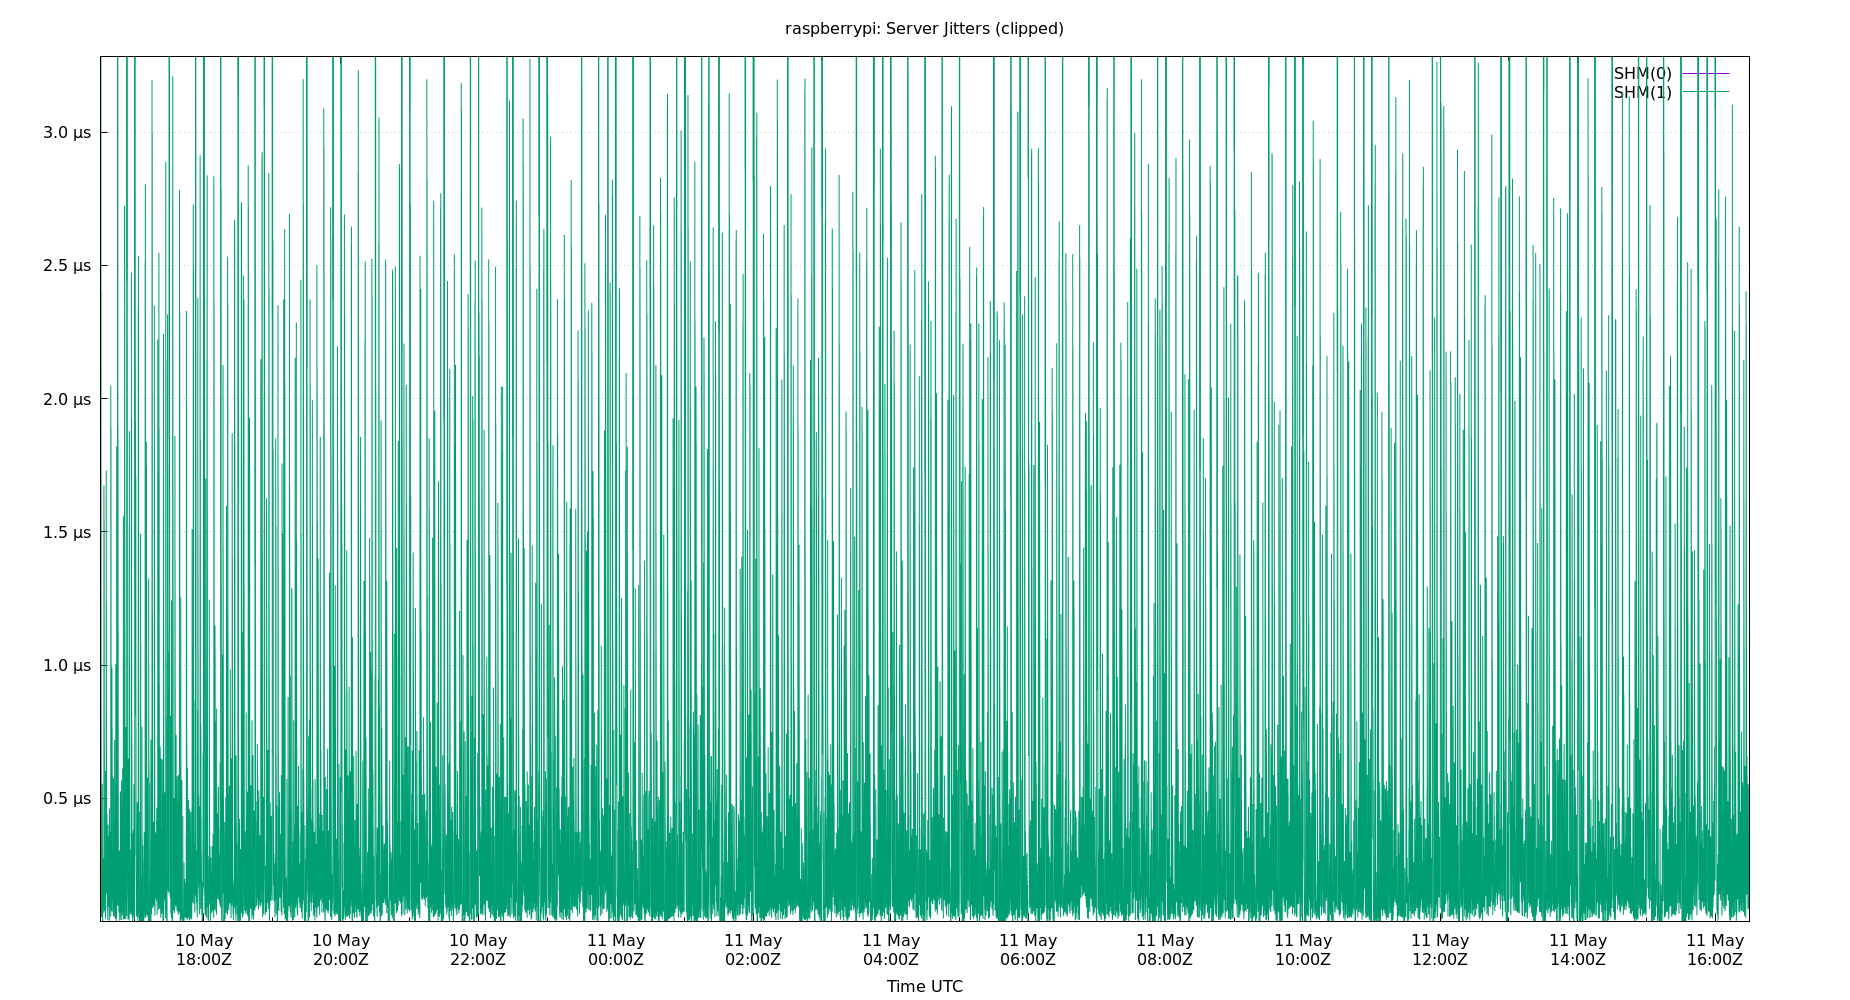 raspberrypi: Server Jitters (clipped)
SHM(0)
SHM(1)
3.0 µs
2.5 µs
2.0 µs
1.5 µs
1.0 µs
0.5 µs
10 May 10 May 10 May 11 May 11 May 11 May 11 May 11 May 11 May 11 May 11 May 11 May
18:00Z 20:00Z 22:00Z 00:00Z 02:00Z 04:00Z 06:00Z 08:00Z 10:00Z 12:00Z 14:00Z 16:00Z
Time UTC